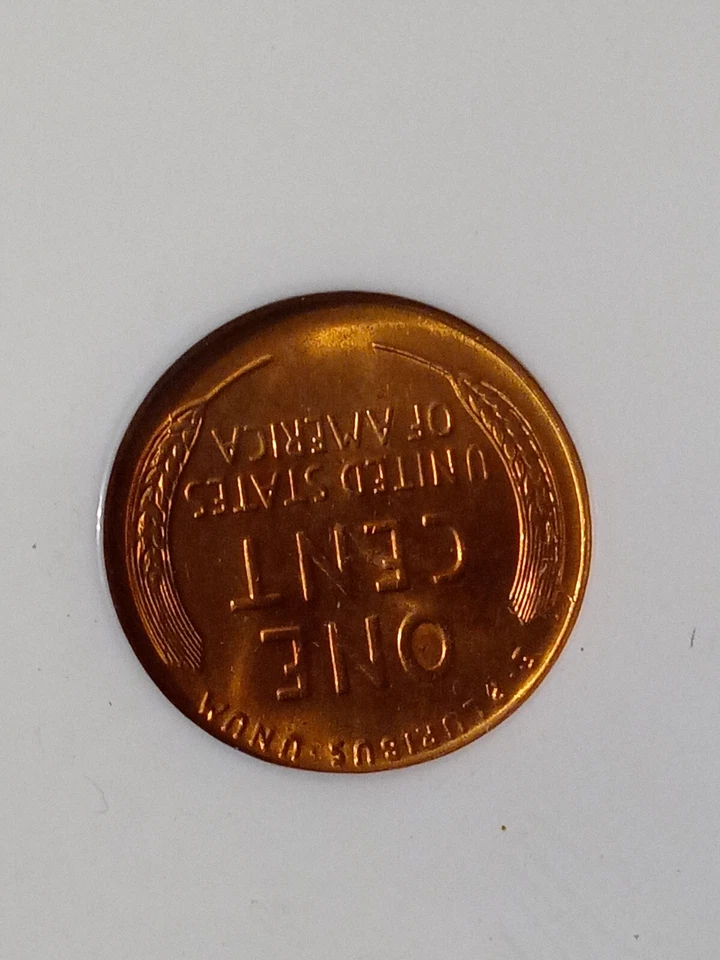 E · PLURIBUS · UNUM
ONE
CENT
UNITED STATES
OF AMERICA